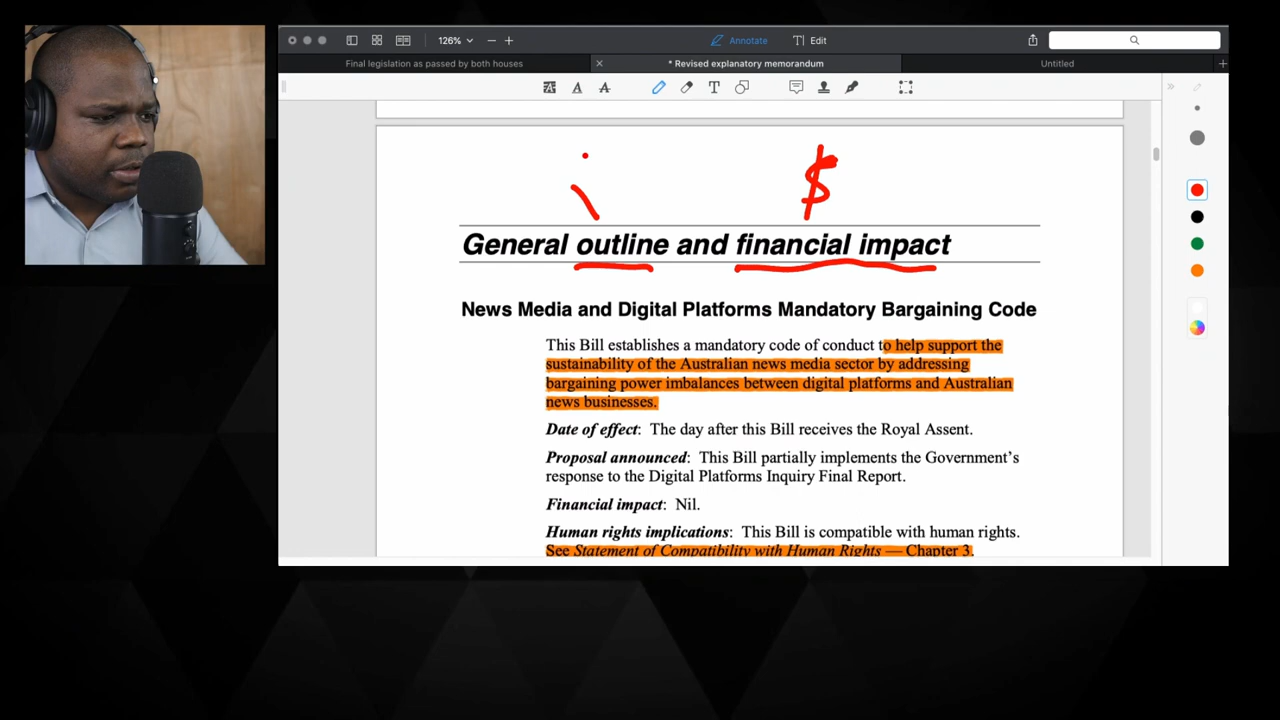 126%
Annotate
Edit
Final legislation as passed by both houses
* Revised explanatory memorandum
Untitled
$
General outline and financial impact
News Media and Digital Platforms Mandatory Bargaining Code
This Bill establishes a mandatory code of conduct to help support the
sustainability of the Australian news media sector by addressing
bargaining power imbalances between digital platforms and Australian
news businesses.
Date of effect: The day after this Bill receives the Royal Assent.
Proposal announced: This Bill partially implements the Government's
response to the Digital Platforms Inquiry Final Report.
Financial impact: Nil.
Human rights implications: This Bill is compatible with human rights.
See Statement of Compatibility with Human Rights — Chapter 3.